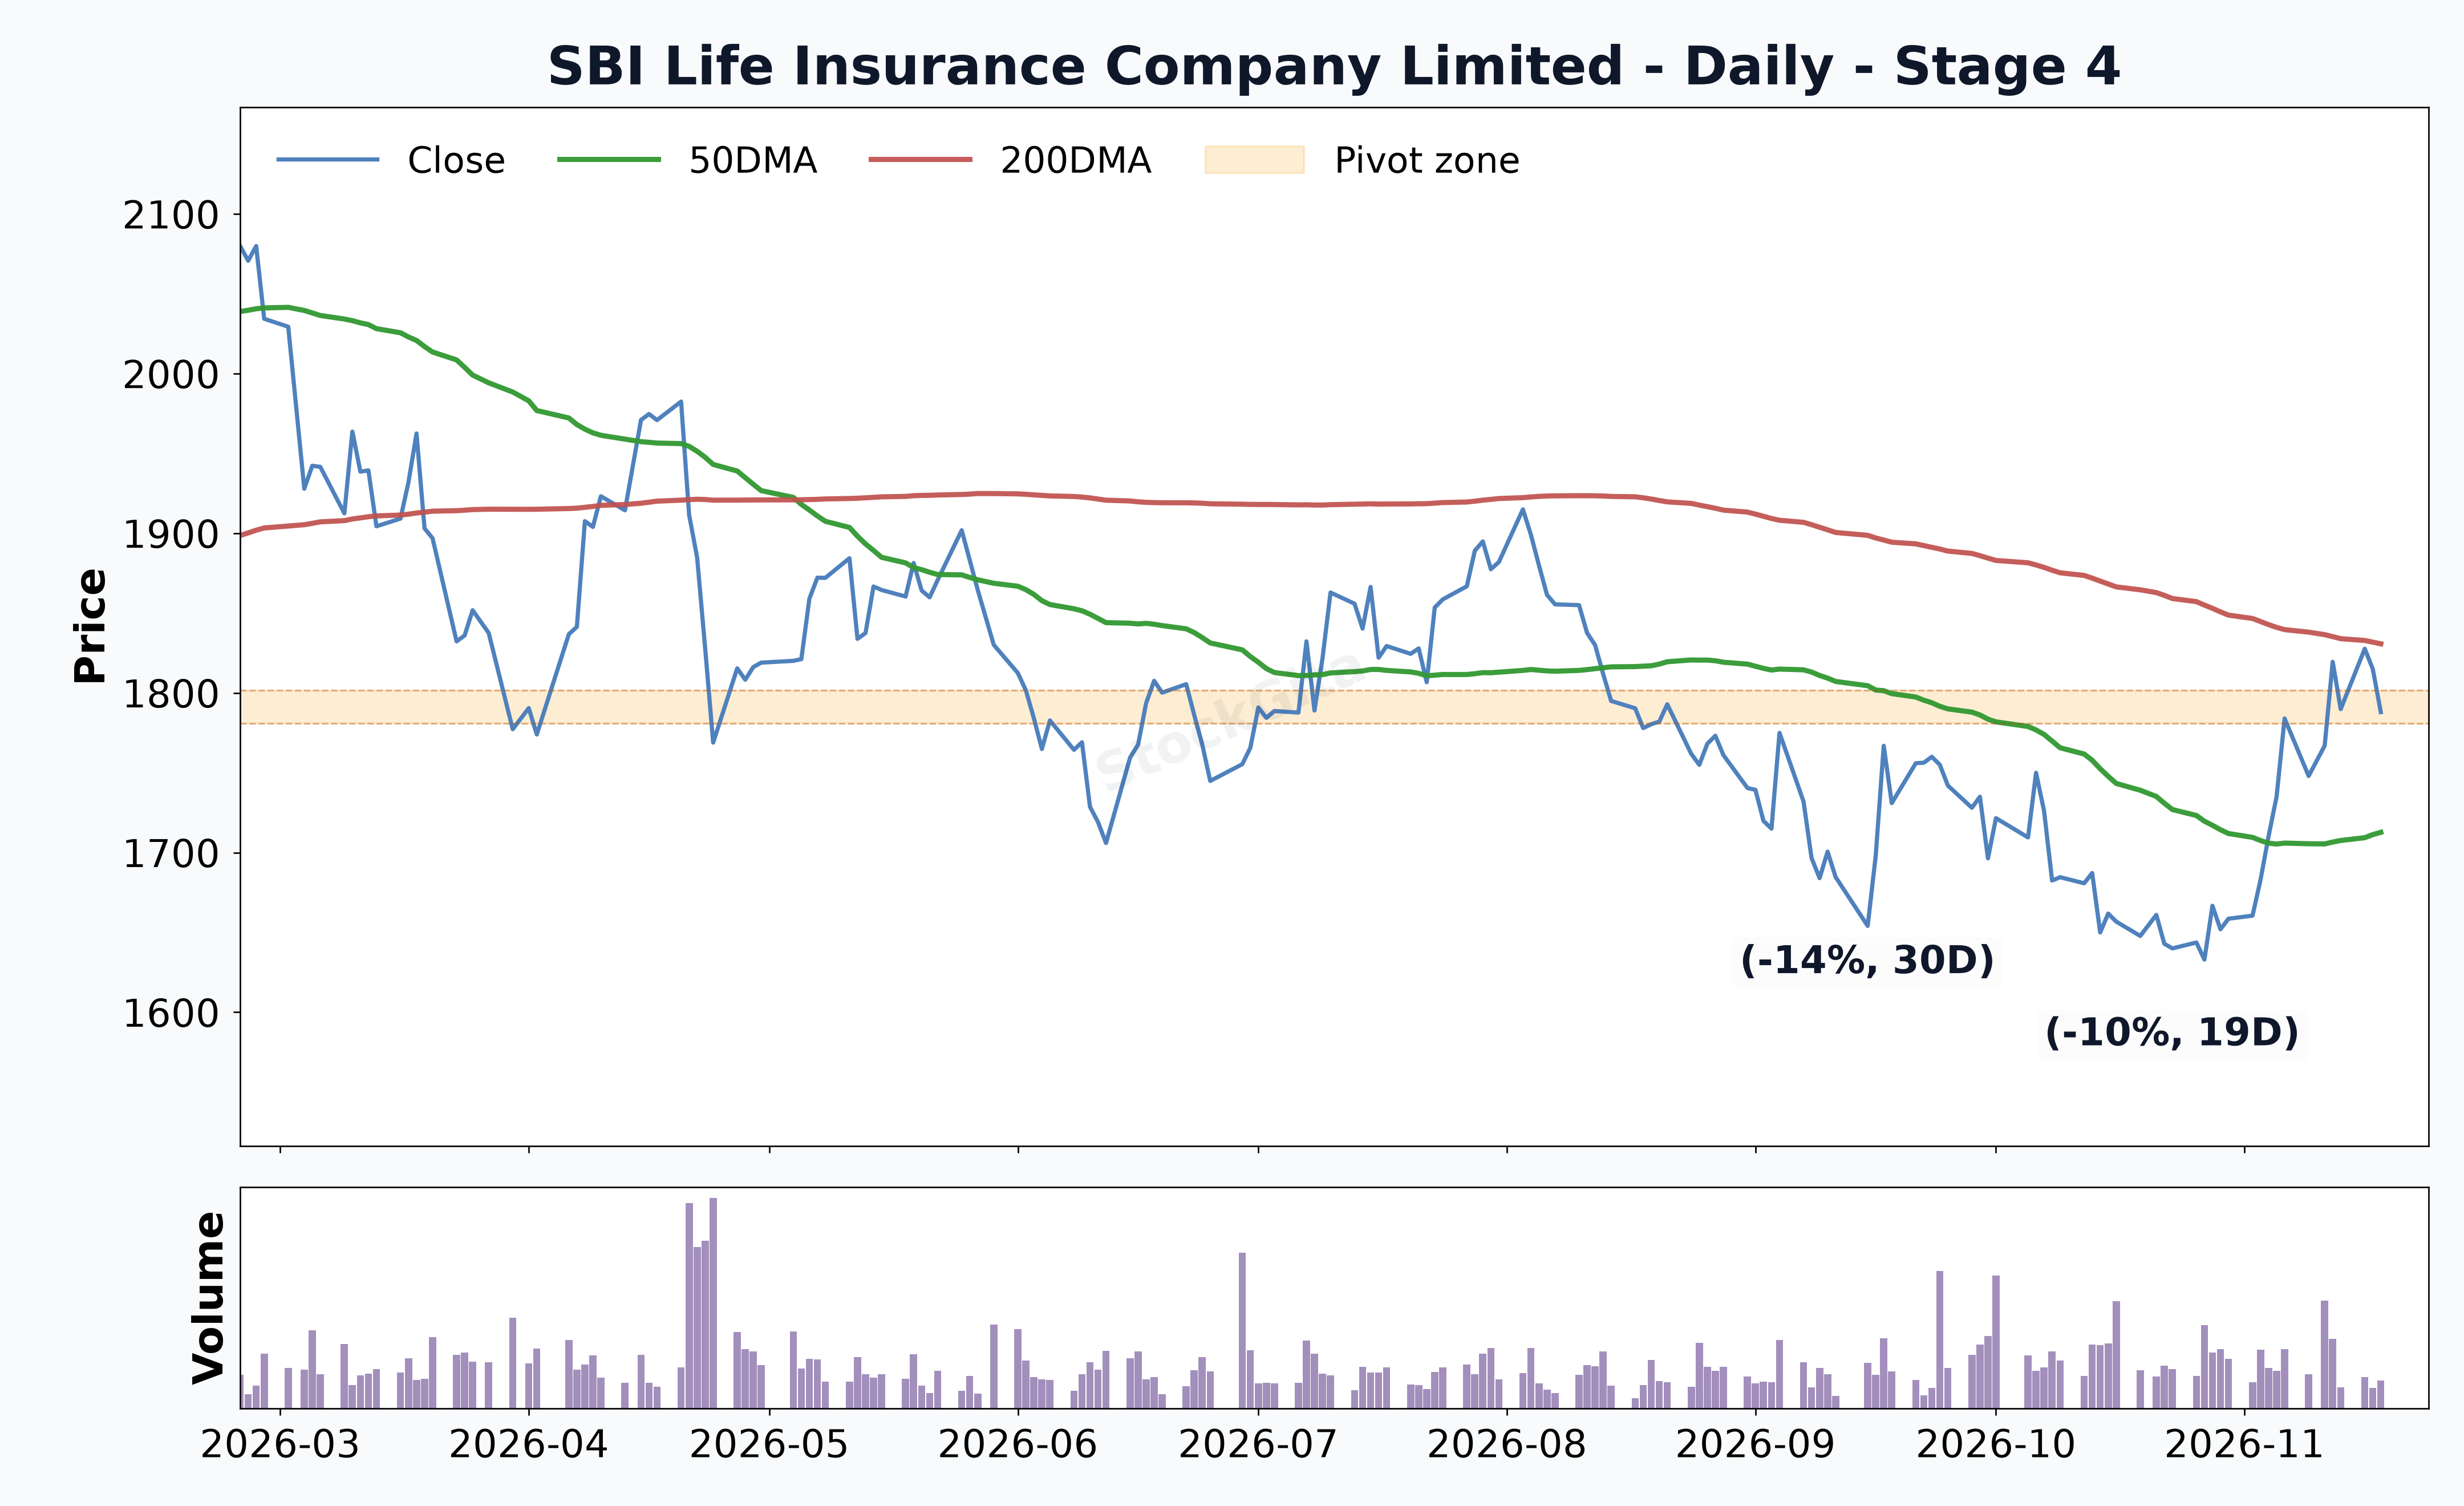 SBI Life Insurance Company Limited - Daily - Stage 4
Close 50DMA 200DMA Pivot zone
Price
2100
2000
1900
1800
1700
1600
StockGita
(-14%, 30D)
(-10%, 19D)
Volume
2026-03 2026-04 2026-05 2026-06 2026-07 2026-08 2026-09 2026-10 2026-11